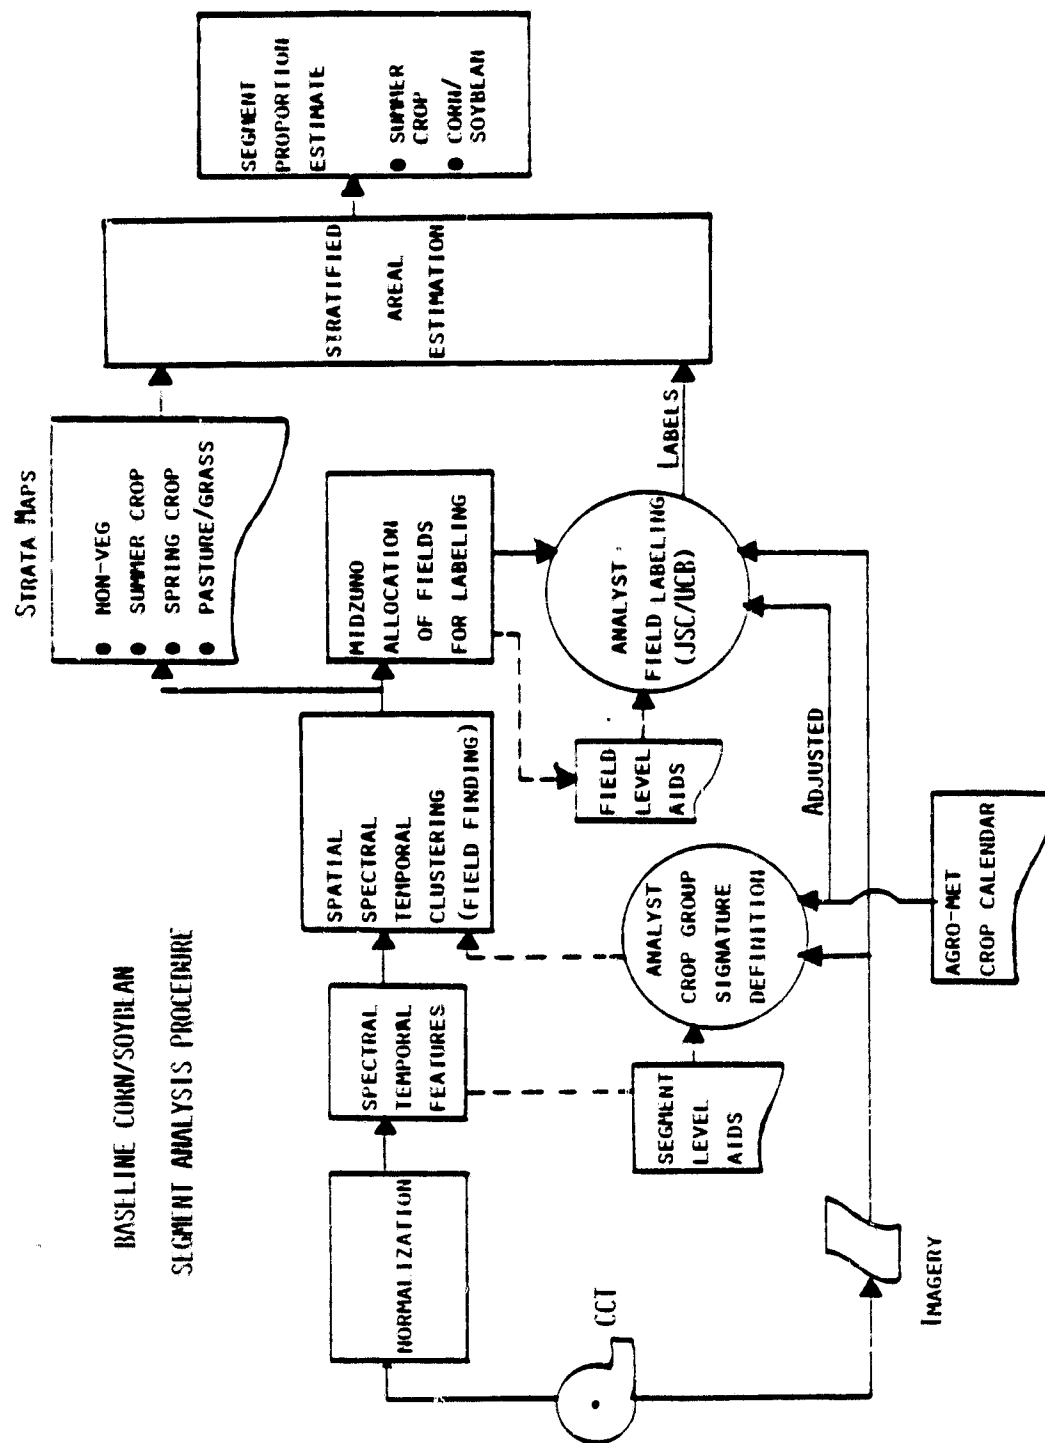 BASELINE CORN/SOYBEAN
SEGMENT ANALYSIS PROCEDURE
CCT
NORMALIZATION
SPECTRAL
TEMPORAL
FEATURES
SPATIAL
SPECTRAL
TEMPORAL
CLUSTERING
(FIELD FINDING)
STRATA MAPS
● NON-VEG
● SUMMER CROP
● SPRING CROP
● PASTURE/GRASS
MIDZUNO
ALLOCATION
OF FIELDS
FOR LABELING
STRATIFIED
AREAL
ESTIMATION
SEGMENT
PROPORTION
ESTIMATE
● SUMMER
CROP
● CORN/
SOYBEAN
SEGMENT
LEVEL
AIDS
ANALYST
CROP GROUP
SIGNATURE
DEFINITION
FIELD
LEVEL
AIDS
ANALYST
FIELD LABELING
(JSC/UCB)
LABELS
ADJUSTED
IMAGERY
AGRO-MET
CROP CALENDAR